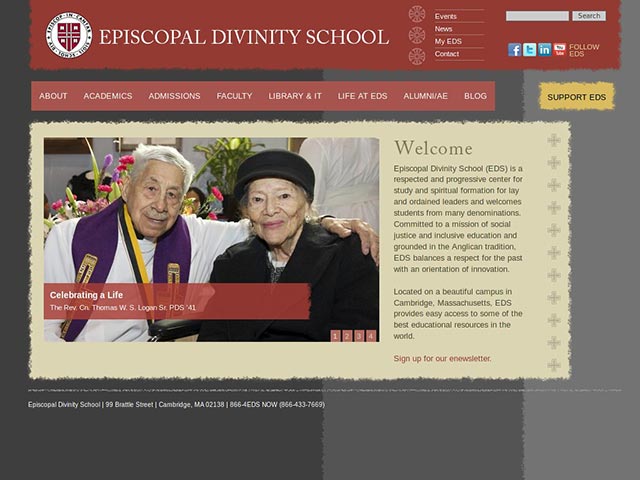 EPISCOPAL DIVINITY SCHOOL
Events
News
My EDS
Contact
Search
FOLLOW
EDS
ABOUT ACADEMICS ADMISSIONS FACULTY LIBRARY & IT LIFE AT EDS ALUMNI/AE BLOG
SUPPORT EDS
Celebrating a Life
The Rev. Cn. Thomas W. S. Logan Sr. PDS '41
1 2 3 4
Welcome
Episcopal Divinity School (EDS) is a
respected and progressive center for
study and spiritual formation for lay
and ordained leaders and welcomes
students from many denominations.
Committed to a mission of social
justice and inclusive education and
grounded in the Anglican tradition,
EDS balances a respect for the past
with an orientation of innovation.
Located on a beautiful campus in
Cambridge, Massachusetts, EDS
provides easy access to some of the
best educational resources in the
world.
Sign up for our enewsletter.
Episcopal Divinity School | 99 Brattle Street | Cambridge, MA 02138 | 866-4EDS NOW (866-433-7669)